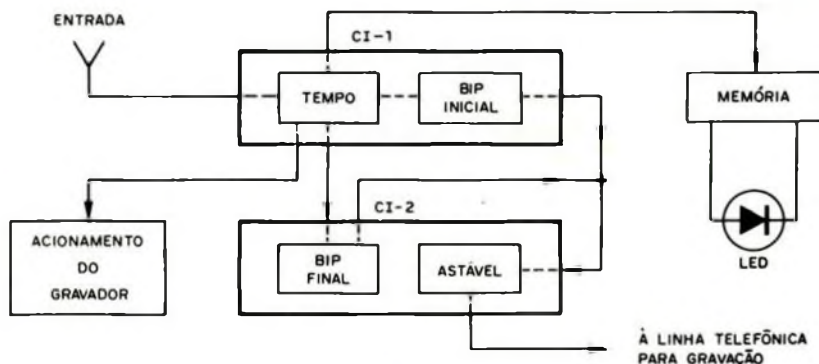 ENTRADA
CI-1
TEMPO
BIP
INICIAL
MEMÓRIA
CI-2
ACIONAMENTO
DO
GRAVADOR
BIP
FINAL
ASTÁVEL
LED
À LINHA TELEFÔNICA
PARA GRAVAÇÃO